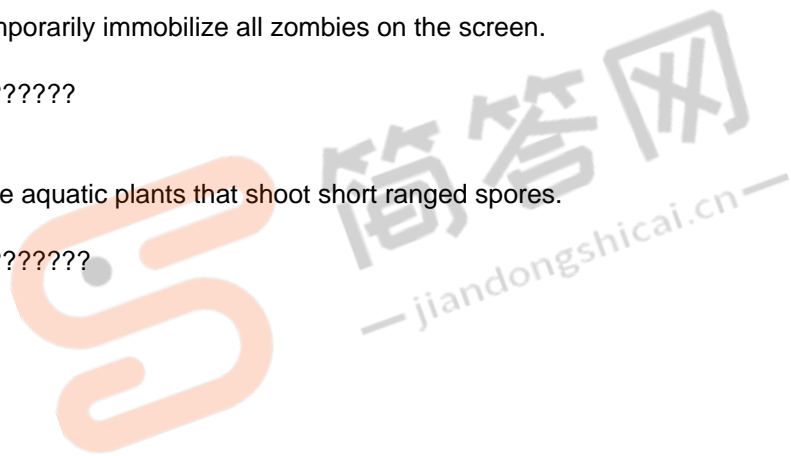 mporarily immobilize all zombies on the screen.
??????
e aquatic plants that shoot short ranged spores.
???????
简答网
jiandongshicai.cn